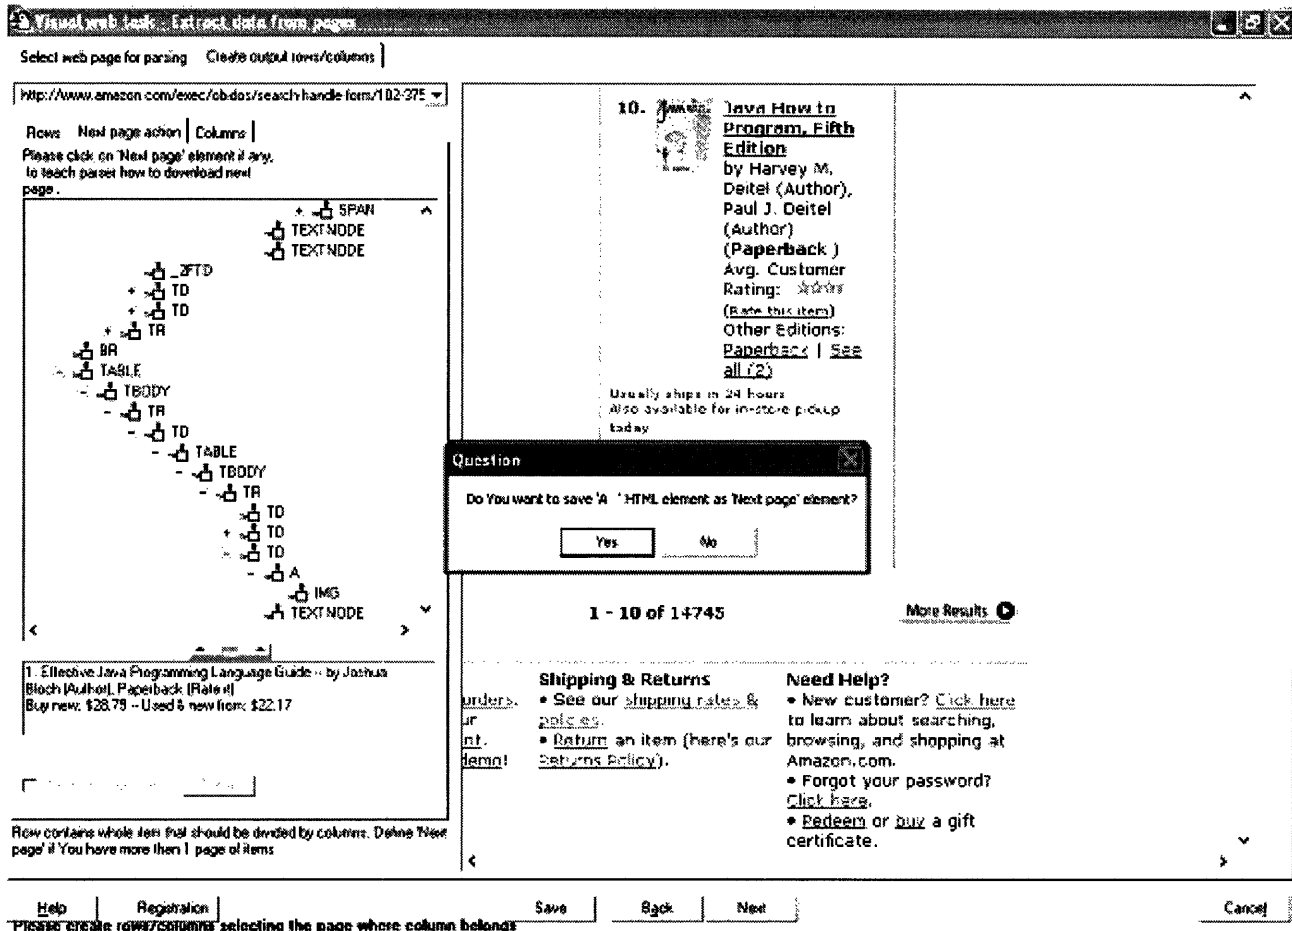 Visual web task - Extract data from pages
Select web page for parsing Create output rows/columns
http://www.amazon.com/exec/obidos/search-handle-form/102-375
Rows Next page action Columns
Please click on 'Next page' element if any,
to teach parser how to download next
page .
+ SPAN
TEXTNODE
TEXTNODE
_2FTD
+ TD
+ TD
+ TR
BR
- TABLE
- TBODY
- TR
- TD
- TABLE
- TBODY
- TR
TD
+ TD
- TD
- A
IMG
TEXTNODE
1. Effective Java Programming Language Guide -- by Joshua
Bloch (Author), Paperback (Rate it)
Buy new: $28.79 -- Used & new from: $22.17
Row contains whole item that should be divided by columns. Define 'Next
page' if You have more then 1 page of items
10. Java How to
Program, Fifth
Edition
by Harvey M.
Deitel (Author),
Paul J. Deitel
(Author)
(Paperback )
Avg. Customer
Rating:
(Rate this item)
Other Editions:
Paperback | See
all (2)
Usually ships in 24 hours
Also available for in-store pickup
today
Question
Do You want to save 'A ' HTML element as 'Next page' element?
Yes No
1 - 10 of 14745 More Results
orders.
ur
nt.
demo!
Shipping & Returns
• See our shipping rates &
policies.
• Return an item (here's our
Returns Policy).
Need Help?
• New customer? Click here
to learn about searching,
browsing, and shopping at
Amazon.com.
• Forgot your password?
Click here.
• Redeem or buy a gift
certificate.
Help Registration Save Back Next Cancel
Please create rows/columns selecting the page where column belongs